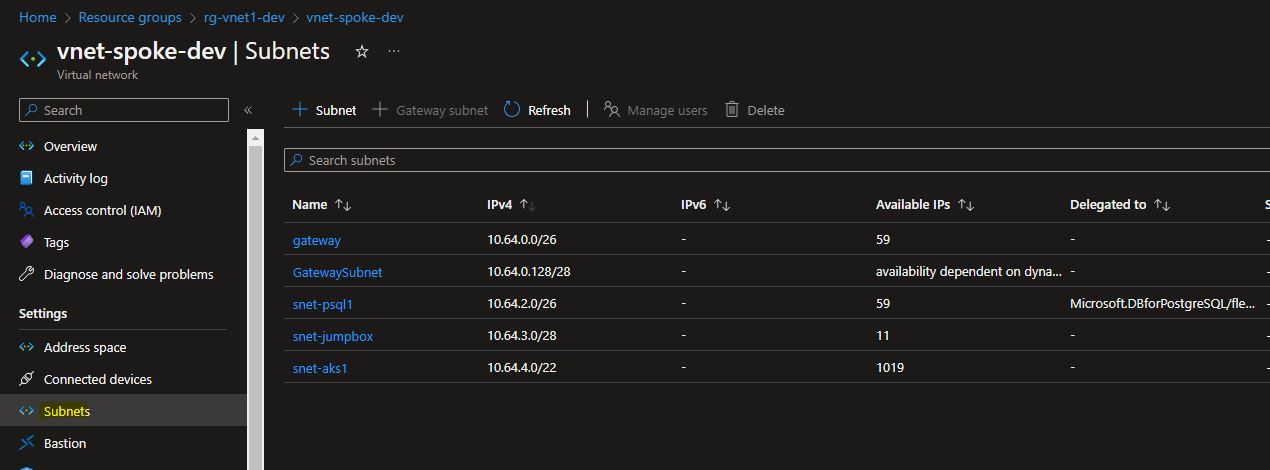 Home > Resource groups > rg-vnet1-dev > vnet-spoke-dev
vnet-spoke-dev | Subnets
Virtual network
Search
+ Subnet + Gateway subnet Refresh Manage users Delete
Search subnets
Overview
Activity log
Access control (IAM)
Tags
Diagnose and solve problems
Settings
Address space
Connected devices
Subnets
Bastion
Name IPv4 IPv6 Available IPs Delegated to S
gateway 10.64.0.0/26 - 59 - -
GatewaySubnet 10.64.0.128/28 - availability dependent on dyna... - -
snet-psql1 10.64.2.0/26 - 59 Microsoft.DBforPostgreSQL/fle... -
snet-jumpbox 10.64.3.0/28 - 11 - -
snet-aks1 10.64.4.0/22 - 1019 - -